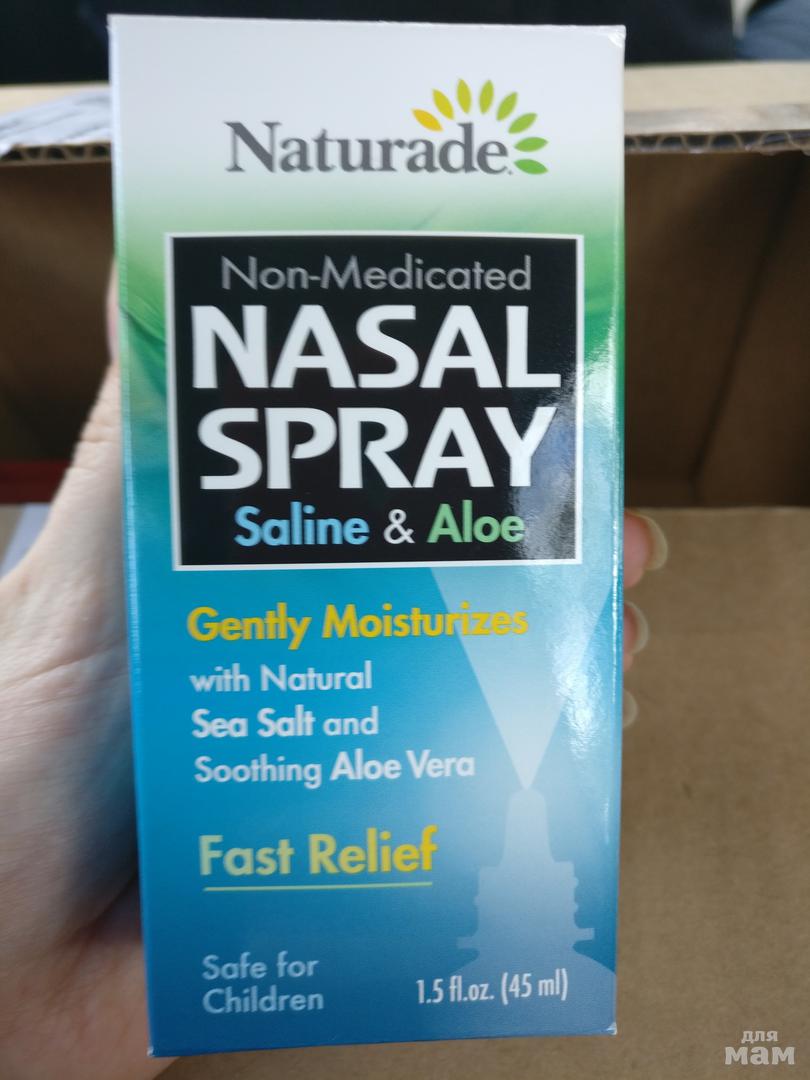 Naturade
Non-Medicated
NASAL
SPRAY
Saline & Aloe
Gently Moisturizes
with Natural
Sea Salt and
Soothing Aloe Vera
Fast Relief
Safe for
Children
1.5 fl.oz. (45 ml)
для
мам